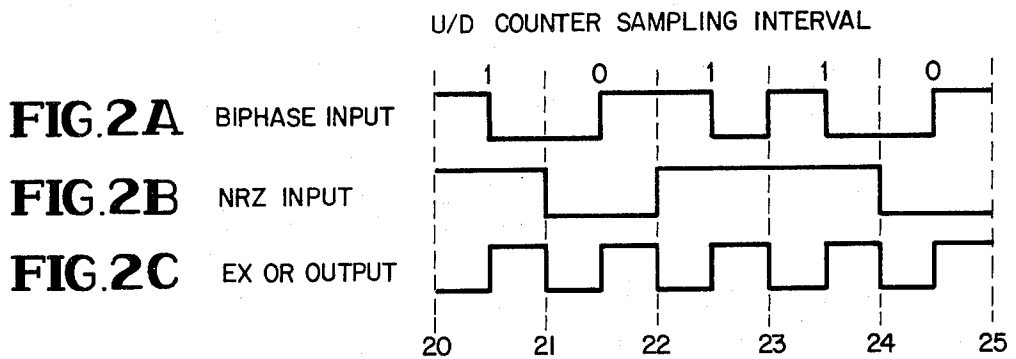 U/D COUNTER SAMPLING INTERVAL
1 0 1 1 0
FIG.2A BIPHASE INPUT
FIG.2B NRZ INPUT
FIG.2C EX OR OUTPUT
20 21 22 23 24 25